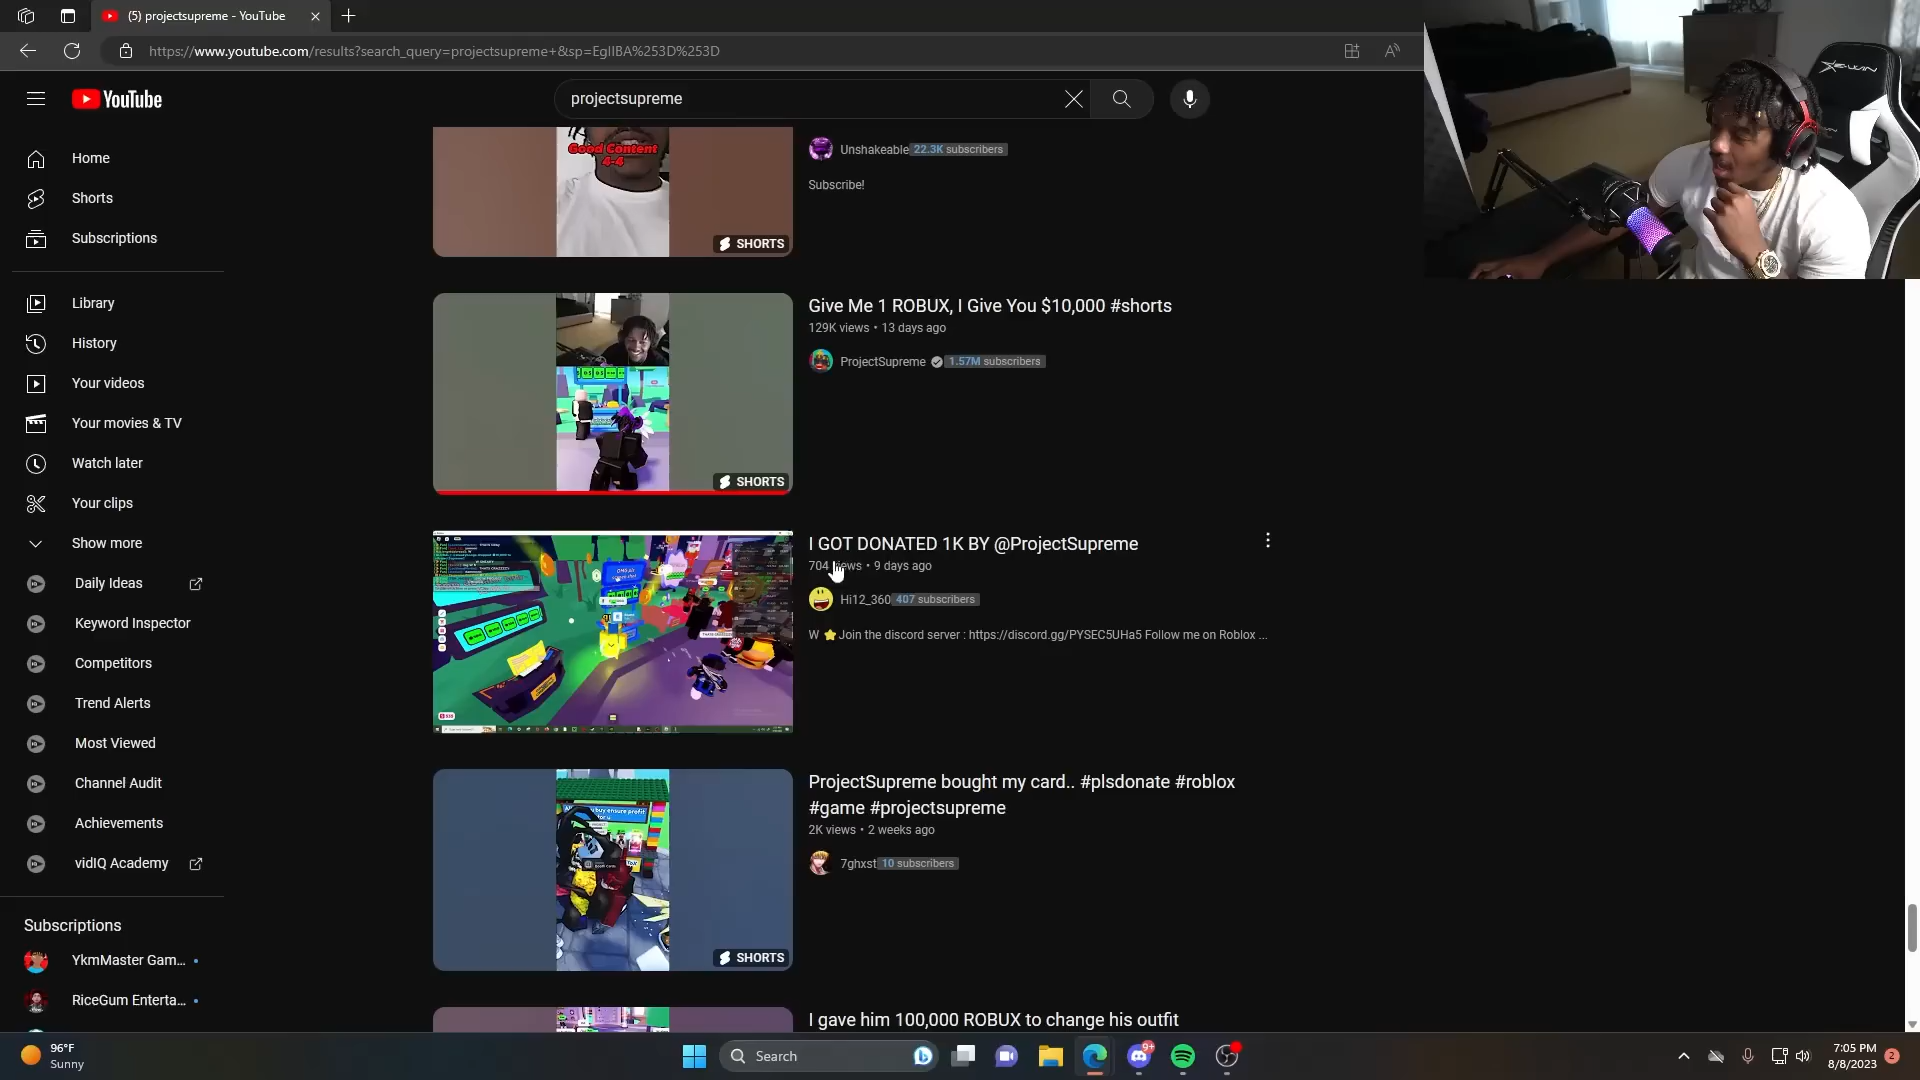 (5) projectsupreme - YouTube
https://www.youtube.com/results?search_query=projectsupreme+&sp=EgIIBA%253D%253D
YouTube
projectsupreme
Home
Shorts
Subscriptions
Library
History
Your videos
Your movies & TV
Watch later
Your clips
Show more
Daily Ideas
Keyword Inspector
Competitors
Trend Alerts
Most Viewed
Channel Audit
Achievements
vidIQ Academy
Subscriptions
YkmMaster Gam...
RiceGum Enterta...
Good Content
4-4
SHORTS
Unshakeable 22.3K subscribers
Subscribe!
SHORTS
Give Me 1 ROBUX, I Give You $10,000 #shorts
129K views • 13 days ago
ProjectSupreme 1.57M subscribers
I GOT DONATED 1K BY @ProjectSupreme
704 views • 9 days ago
Hi12_360 407 subscribers
W ⭐Join the discord server : https://discord.gg/PYSEC5UHa5 Follow me on Roblox ...
SHORTS
ProjectSupreme bought my card.. #plsdonate #roblox
#game #projectsupreme
2K views • 2 weeks ago
7ghxst 10 subscribers
I gave him 100,000 ROBUX to change his outfit
96°F
Sunny
Search
9+
7:05 PM
8/8/2023
2